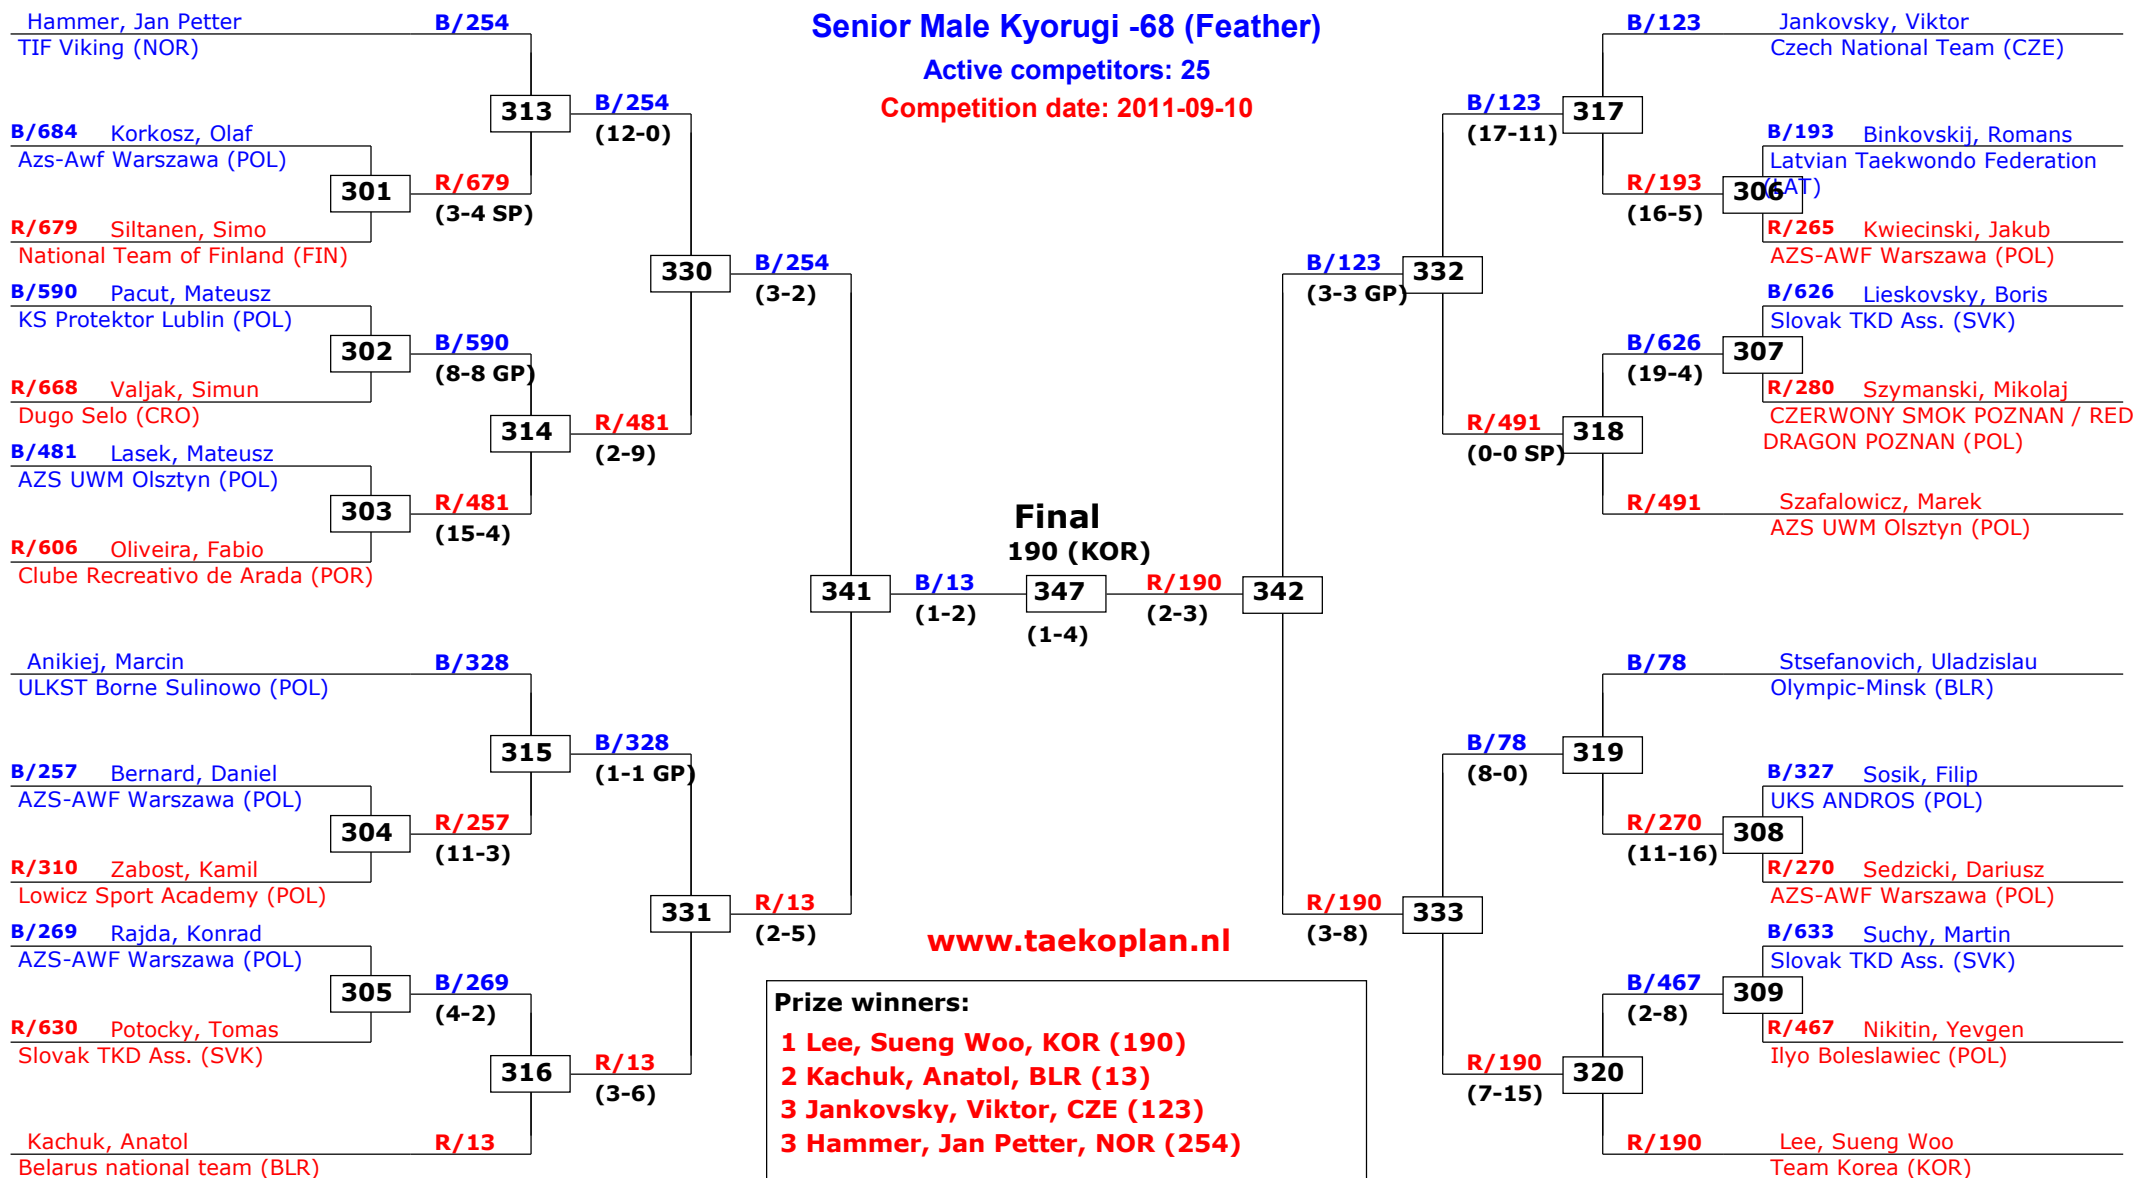 Senior Male Kyorugi -68 (Feather)
Active competitors: 25
Competition date: 2011-09-10
Hammer, Jan Petter B/254
TIF Viking (NOR)
313
B/254
(12-0)
B/684 Korkosz, Olaf
Azs-Awf Warszawa (POL)
301
R/679
(3-4 SP)
R/679 Siltanen, Simo
National Team of Finland (FIN)
330
B/254
(3-2)
B/590 Pacut, Mateusz
KS Protektor Lublin (POL)
302
B/590
(8-8 GP)
R/668 Valjak, Simun
Dugo Selo (CRO)
314
R/481
(2-9)
B/481 Lasek, Mateusz
AZS UWM Olsztyn (POL)
303
R/481
(15-4)
R/606 Oliveira, Fabio
Clube Recreativo de Arada (POR)
341
B/13
(1-2)
Anikiej, Marcin B/328
ULKST Borne Sulinowo (POL)
315
B/328
(1-1 GP)
B/257 Bernard, Daniel
AZS-AWF Warszawa (POL)
304
R/257
(11-3)
R/310 Zabost, Kamil
Lowicz Sport Academy (POL)
331
R/13
(2-5)
B/269 Rajda, Konrad
AZS-AWF Warszawa (POL)
305
B/269
(4-2)
R/630 Potocky, Tomas
Slovak TKD Ass. (SVK)
316
R/13
(3-6)
Kachuk, Anatol R/13
Belarus national team (BLR)
Final
190 (KOR)
347
(1-4)
R/190
(2-3)
342
B/123 Jankovsky, Viktor
Czech National Team (CZE)
B/123
(17-11)
317
B/193 Binkovskij, Romans
Latvian Taekwondo Federation
(LAT)
R/193
(16-5)
306
R/265 Kwiecinski, Jakub
AZS-AWF Warszawa (POL)
B/123
(3-3 GP)
332
B/626 Lieskovsky, Boris
Slovak TKD Ass. (SVK)
B/626
(19-4)
307
R/280 Szymanski, Mikolaj
CZERWONY SMOK POZNAN / RED
DRAGON POZNAN (POL)
R/491
(0-0 SP)
318
R/491 Szafalowicz, Marek
AZS UWM Olsztyn (POL)
B/78 Stsefanovich, Uladzislau
Olympic-Minsk (BLR)
B/78
(8-0)
319
B/327 Sosik, Filip
UKS ANDROS (POL)
R/270
(11-16)
308
R/270 Sedzicki, Dariusz
AZS-AWF Warszawa (POL)
R/190
(3-8)
333
B/633 Suchy, Martin
Slovak TKD Ass. (SVK)
B/467
(2-8)
309
R/467 Nikitin, Yevgen
Ilyo Boleslawiec (POL)
R/190
(7-15)
320
R/190 Lee, Sueng Woo
Team Korea (KOR)
www.taekoplan.nl
Prize winners:
1 Lee, Sueng Woo, KOR (190)
2 Kachuk, Anatol, BLR (13)
3 Jankovsky, Viktor, CZE (123)
3 Hammer, Jan Petter, NOR (254)